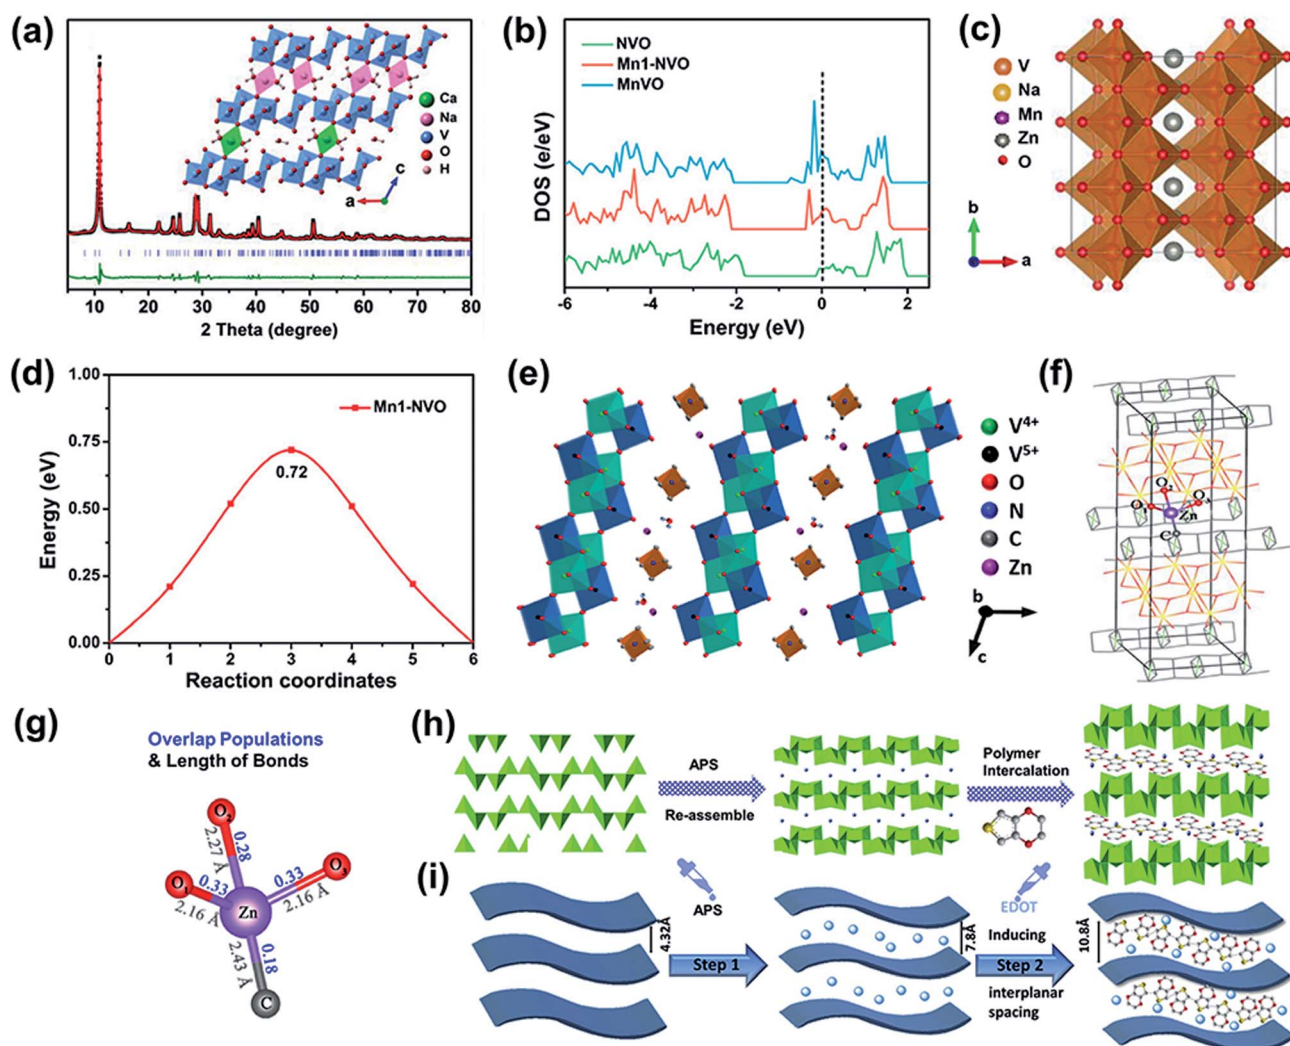 (a)
Ca
Na
V
O
H
c
a
10 20 30 40 50 60 70 80
2 Theta (degree)
(b)
NVO
Mn1-NVO
MnVO
DOS (e/eV)
-6 -4 -2 0 2
Energy (eV)
(c)
V
Na
Mn
Zn
O
b
a
(d)
1.00
0.75
0.50
0.25
0.00
Energy (eV)
Mn1-NVO
0.72
0 1 2 3 4 5 6
Reaction coordinates
(e)
V4+
V5+
O
N
C
Zn
b
c
(f)
O2
O1
O3
Zn
C
(g)
Overlap Populations
& Length of Bonds
O2
0.28
2.27 Å
O3
0.33
2.16 Å
O1
0.33
2.16 Å
Zn
2.43 Å
0.18
C
(h)
APS
Re-assemble
Polymer
Intercalation
(i)
4.32Å
APS
Step 1
7.8Å
EDOT
Inducing
Step 2
interplanar
spacing
10.8Å